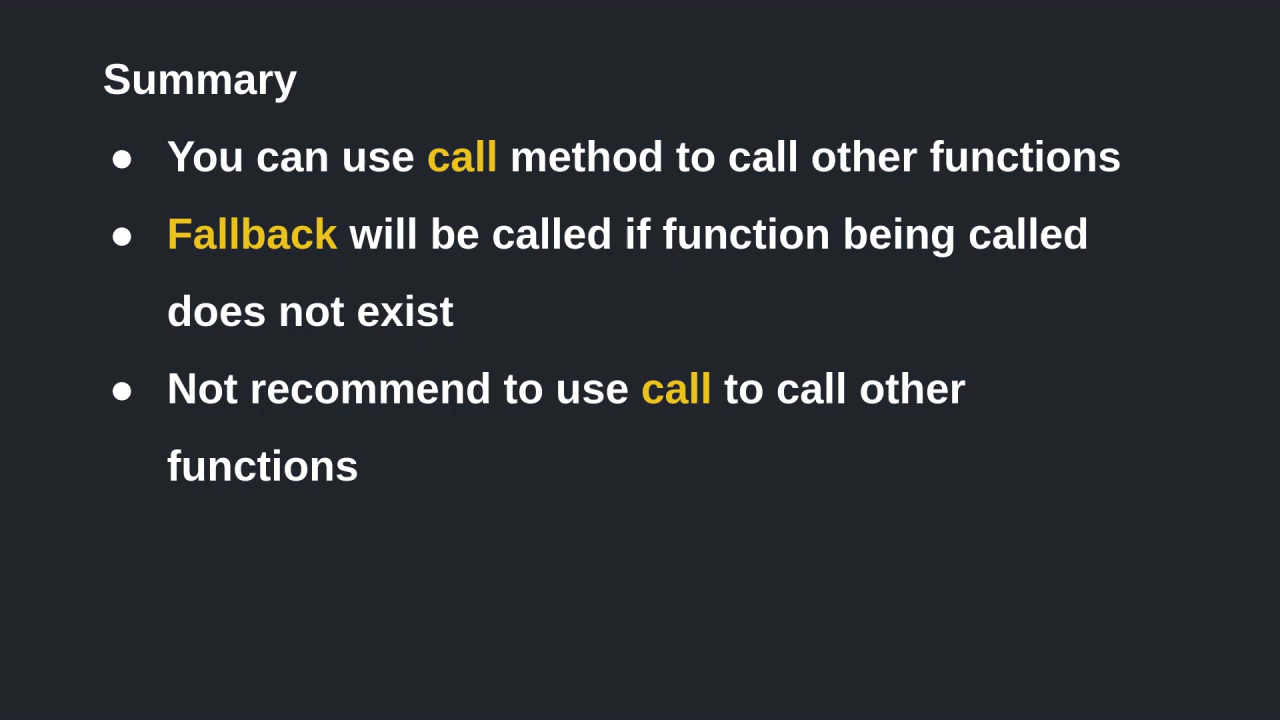 Summary
● You can use call method to call other functions
● Fallback will be called if function being called
does not exist
● Not recommend to use call to call other
functions